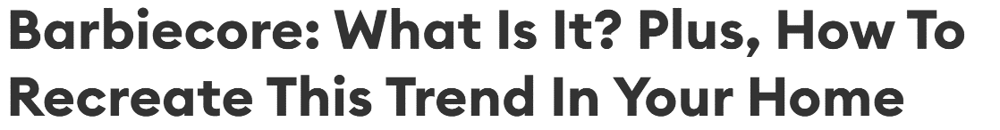 Barbiecore: What Is It? Plus, How To
Recreate This Trend In Your Home